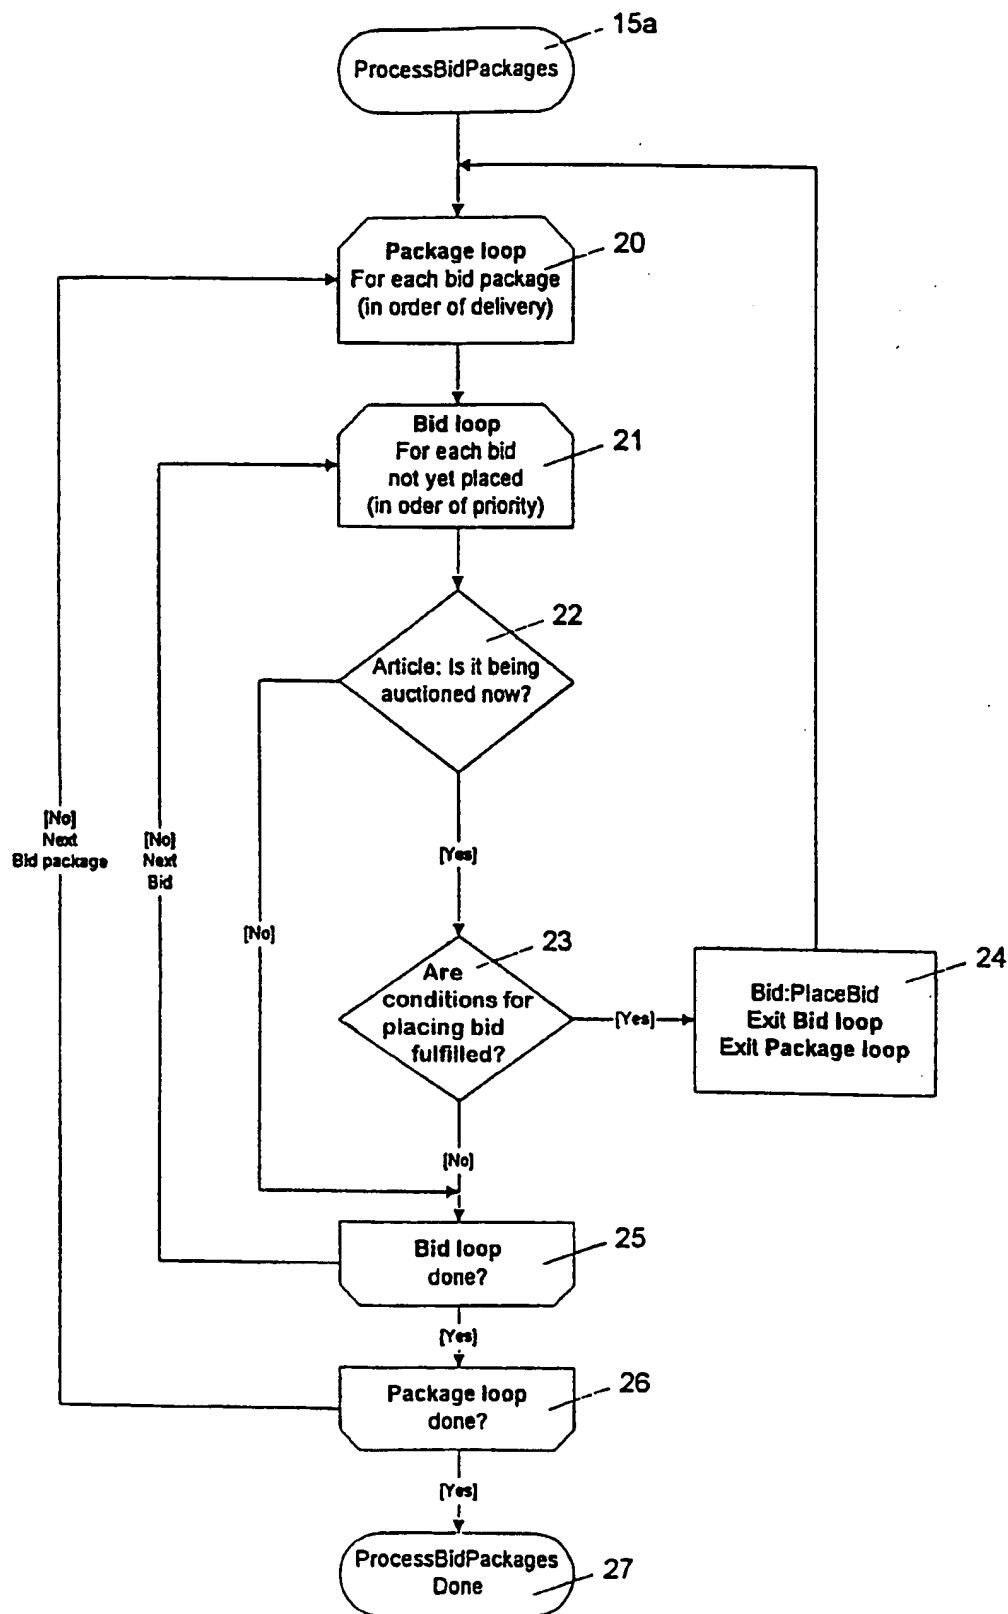 15a
ProcessBidPackages
Package loop
For each bid package
(in order of delivery)
20
Bid loop
For each bid
not yet placed
(in oder of priority)
21
22
Article: Is it being
auctioned now?
[No]
Next
Bid package
[No]
Next
Bid
[Yes]
[No]
23
Are
conditions for
placing bid
fulfilled?
[Yes]
24
Bid:PlaceBid
Exit Bid loop
Exit Package loop
[No]
Bid loop
done?
25
[Yes]
Package loop
done?
26
[Yes]
ProcessBidPackages
Done
27